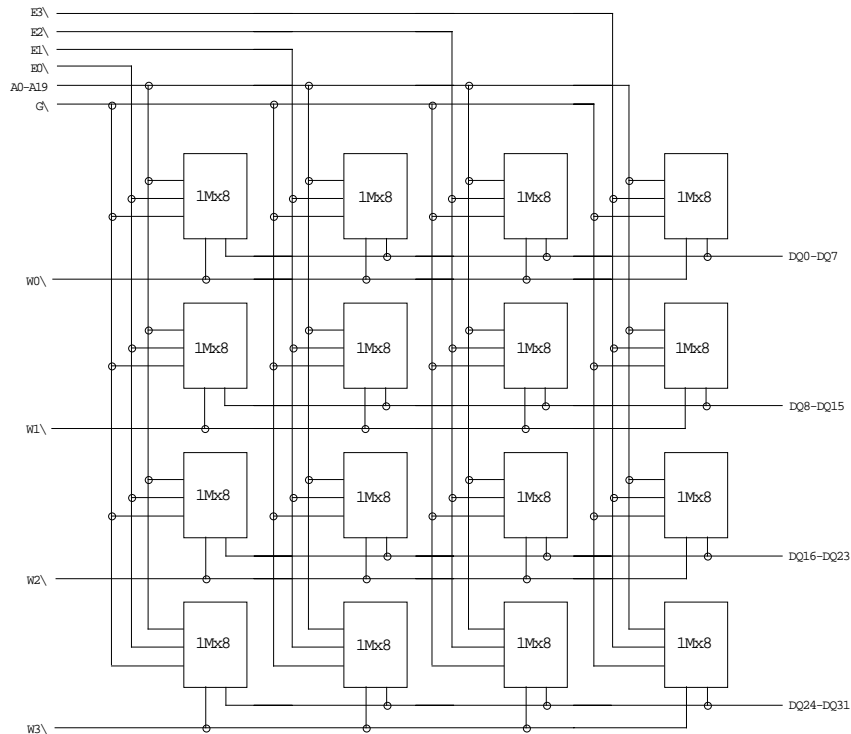 E3\
E2\
E1\
E0\
A0-A19
G\
1Mx8 1Mx8 1Mx8 1Mx8
DQ0-DQ7
W0\
1Mx8 1Mx8 1Mx8 1Mx8
DQ8-DQ15
W1\
1Mx8 1Mx8 1Mx8 1Mx8
DQ16-DQ23
W2\
1Mx8 1Mx8 1Mx8 1Mx8
DQ24-DQ31
W3\